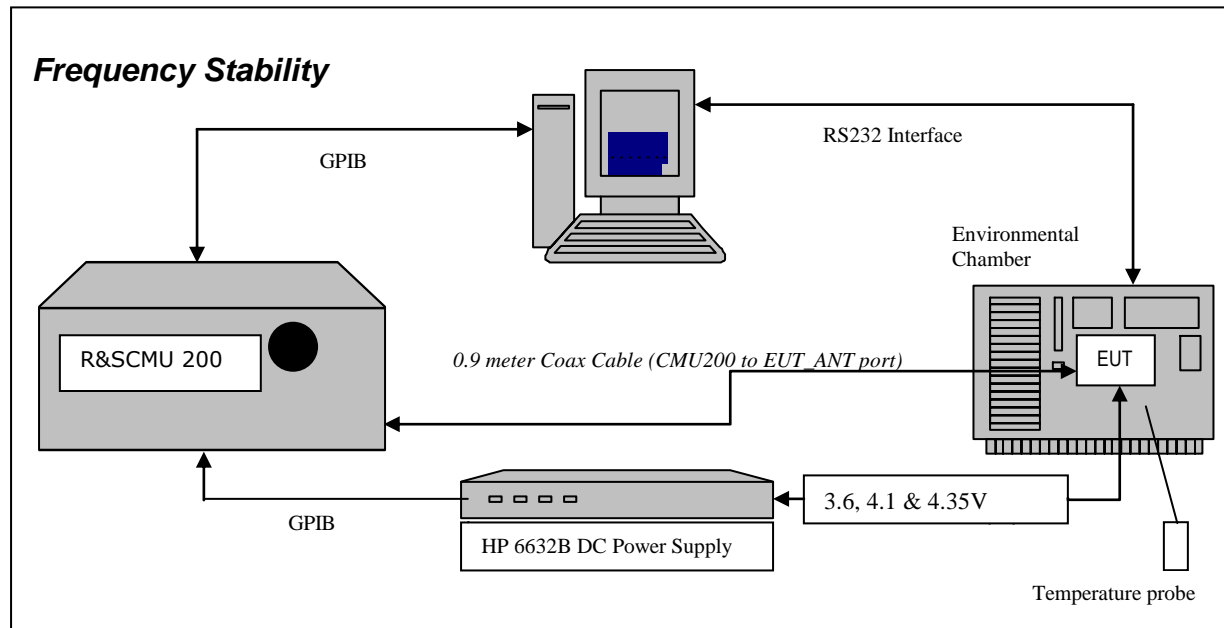 Frequency Stability
RS232 Interface
GPIB
Environmental
Chamber
R&SCMU 200
0.9 meter Coax Cable (CMU200 to EUT_ANT port)
EUT
3.6, 4.1 & 4.35V
GPIB
HP 6632B DC Power Supply
Temperature probe